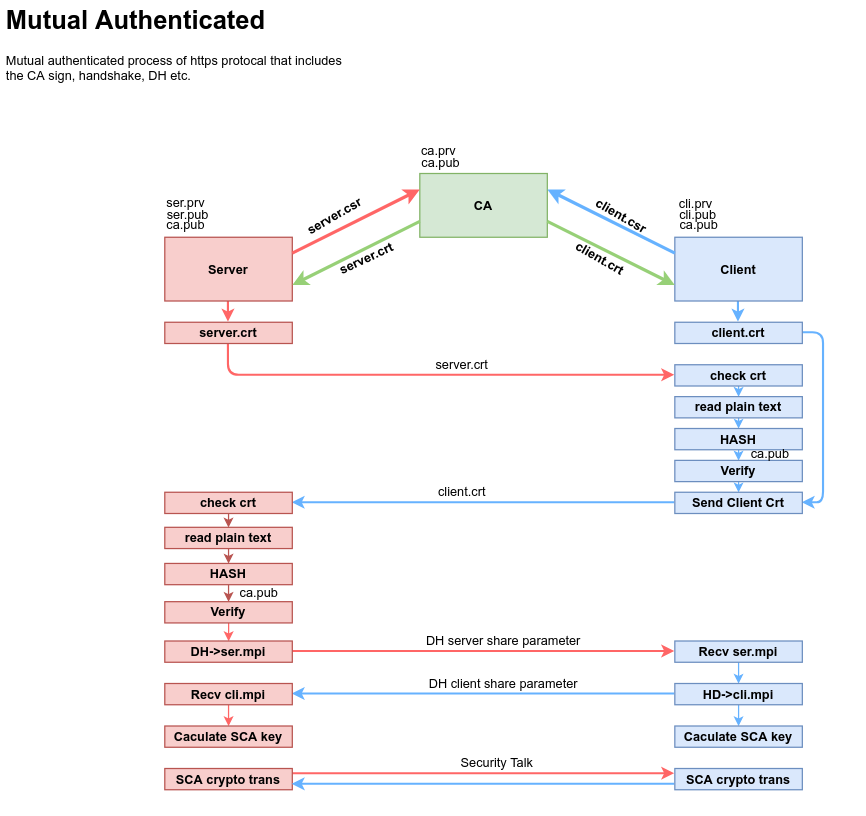 Mutual Authenticated
Mutual authenticated process of https protocal that includes
the CA sign, handshake, DH etc.
ca.prv
ca.pub
CA
ser.prv
ser.pub
ca.pub
cli.prv
cli.pub
ca.pub
server.csr
client.csr
server.crt
client.crt
Server
Client
server.crt
client.crt
server.crt
check crt
read plain text
HASH
ca.pub
Verify
client.crt
Send Client Crt
check crt
read plain text
HASH
ca.pub
Verify
DH->ser.mpi
DH server share parameter
Recv ser.mpi
Recv cli.mpi
DH client share parameter
HD->cli.mpi
Caculate SCA key
Caculate SCA key
SCA crypto trans
Security Talk
SCA crypto trans